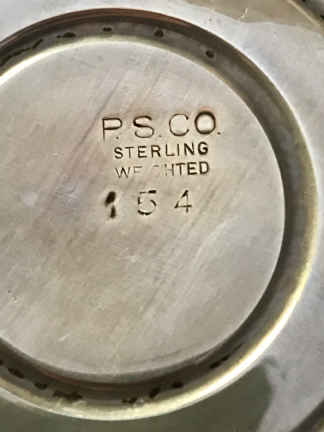 P.S.CO.
STERLING
WEIGHTED
154